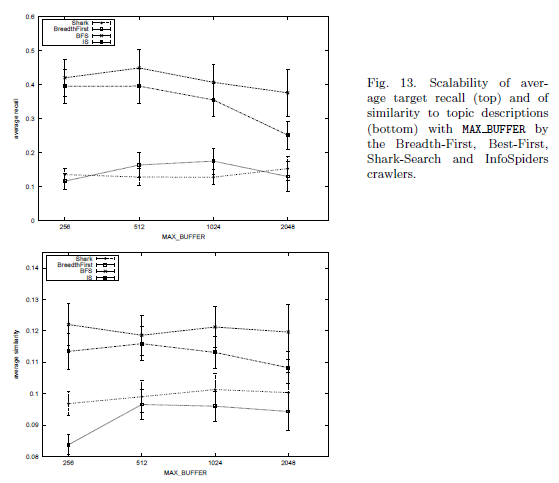 0.6
0.5
0.4
0.3
0.2
0.1
0
average recall
Shark
BreadthFirst
BFS
IS
256
512
1024
2048
MAX_BUFFER
Fig. 13. Scalability of aver-
age target recall (top) and of
similarity to topic descriptions
(bottom) with MAX_BUFFER by
the Breadth-First, Best-First,
Shark-Search and InfoSpiders
crawlers.
0.14
0.13
0.12
0.11
0.1
0.09
0.08
average similarity
Shark
BreadthFirst
BFS
IS
256
512
1024
2048
MAX_BUFFER